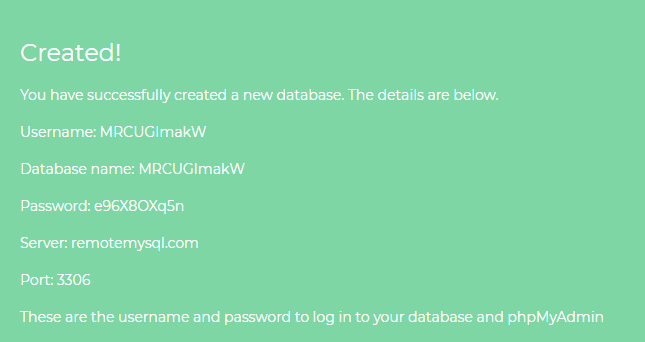 Created!
You have successfully created a new database. The details are below.
Username: MRCUGImakW
Database name: MRCUGImakW
Password: e96X8OXq5n
Server: remotemysql.com
Port: 3306
These are the username and password to log in to your database and phpMyAdmin